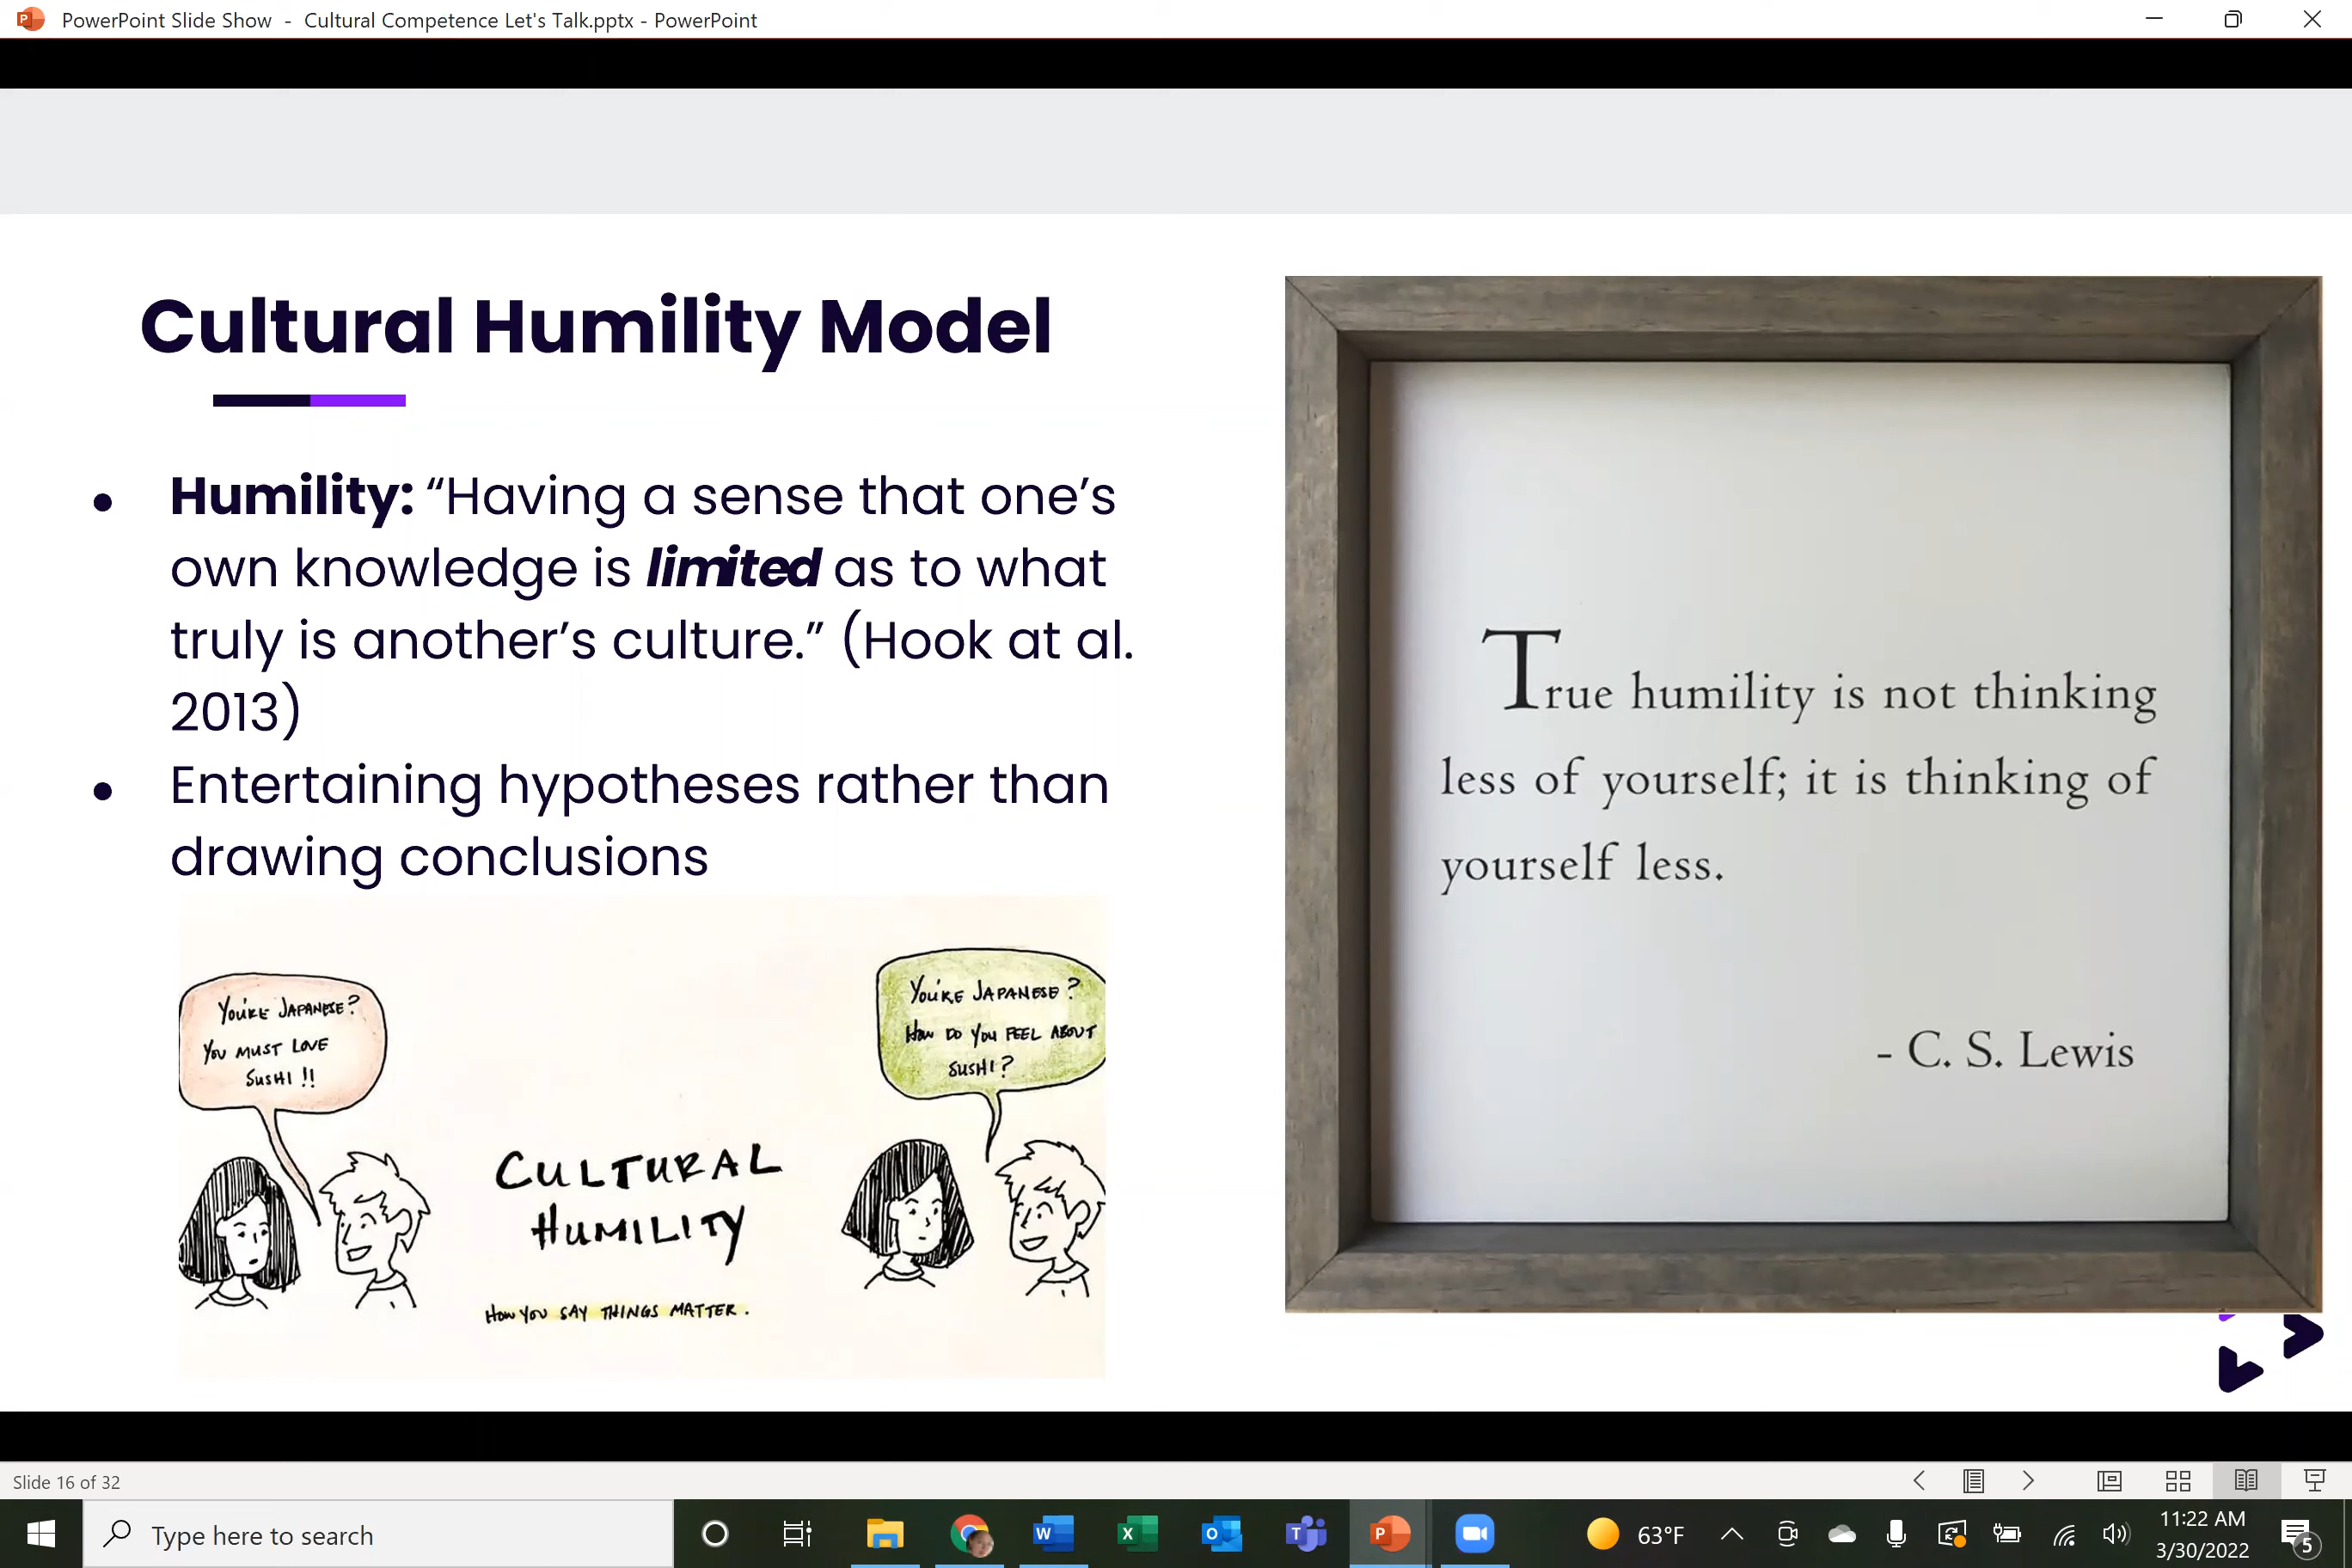 PowerPoint Slide Show - Cultural Competence Let's Talk.pptx - PowerPoint
Cultural Humility Model
• Humility: “Having a sense that one’s
own knowledge is limited as to what
truly is another’s culture.” (Hook at al.
2013)
• Entertaining hypotheses rather than
drawing conclusions
YOU'RE JAPANESE?
YOU MUST LOVE
SUSHI !!
YOU'RE JAPANESE?
HOW DO YOU FEEL ABOUT
SUSHI?
CULTURAL
HUMILITY
HOW YOU SAY THINGS MATTER.
True humility is not thinking
less of yourself; it is thinking of
yourself less.
- C. S. Lewis
Slide 16 of 32
Type here to search
63°F
11:22 AM
3/30/2022
5